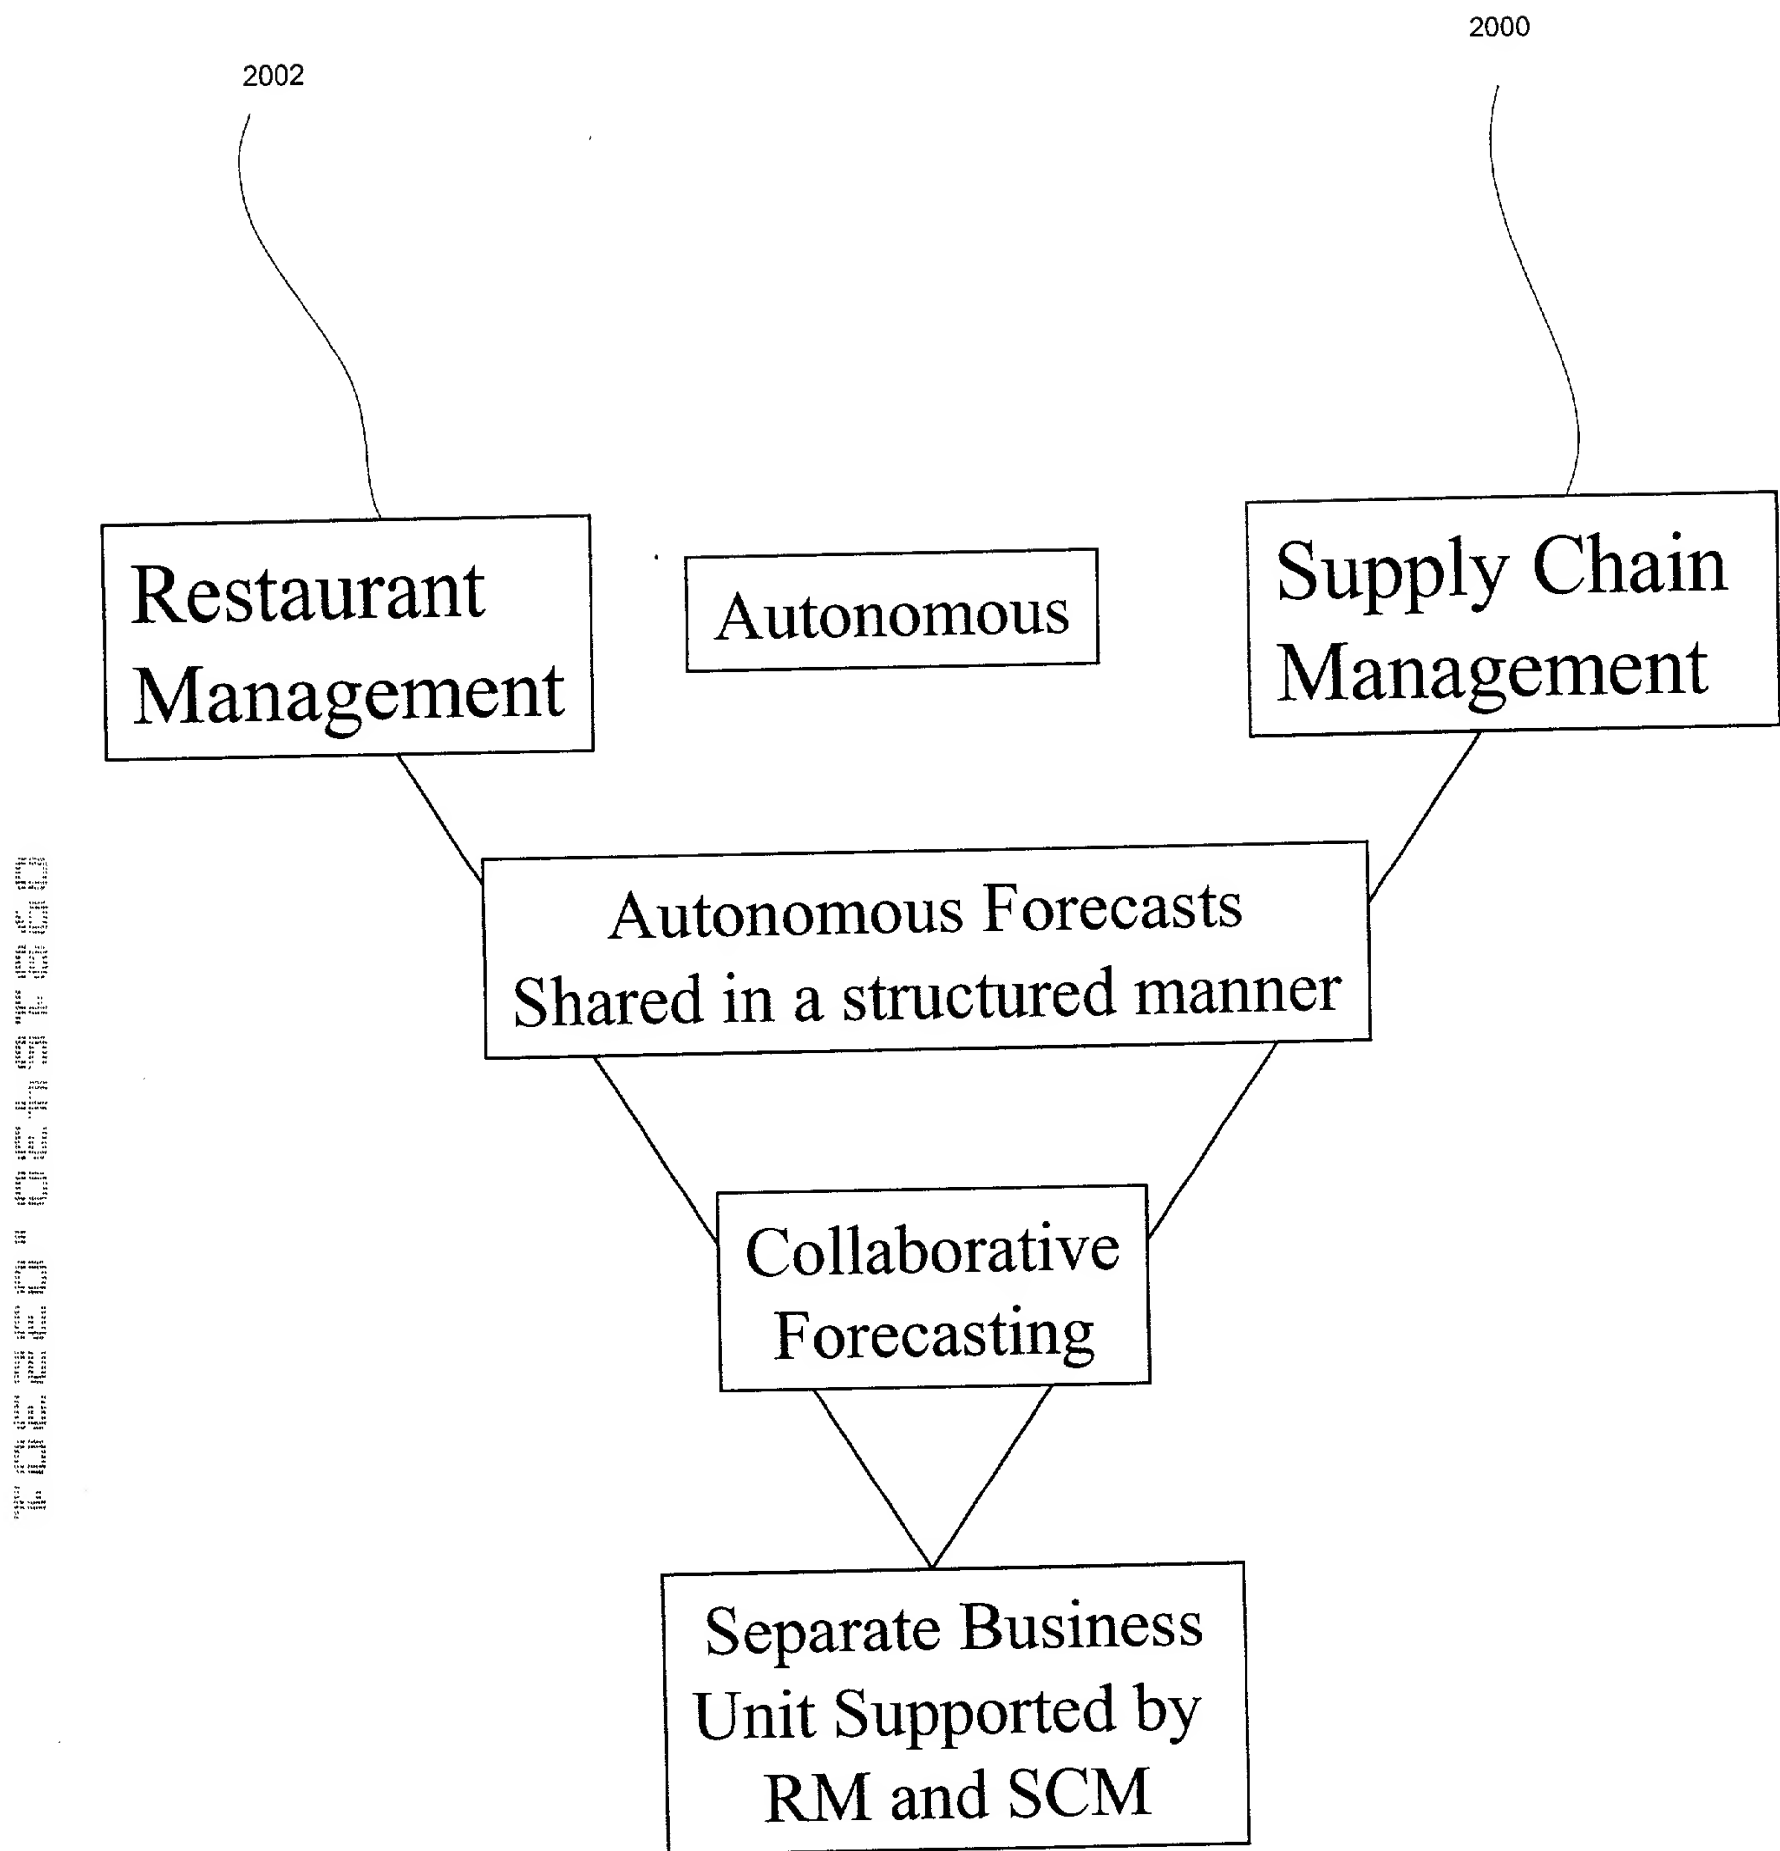 2000
2002
Restaurant
Management
Autonomous
Supply Chain
Management
Autonomous Forecasts
Shared in a structured manner
Collaborative
Forecasting
Separate Business
Unit Supported by
RM and SCM